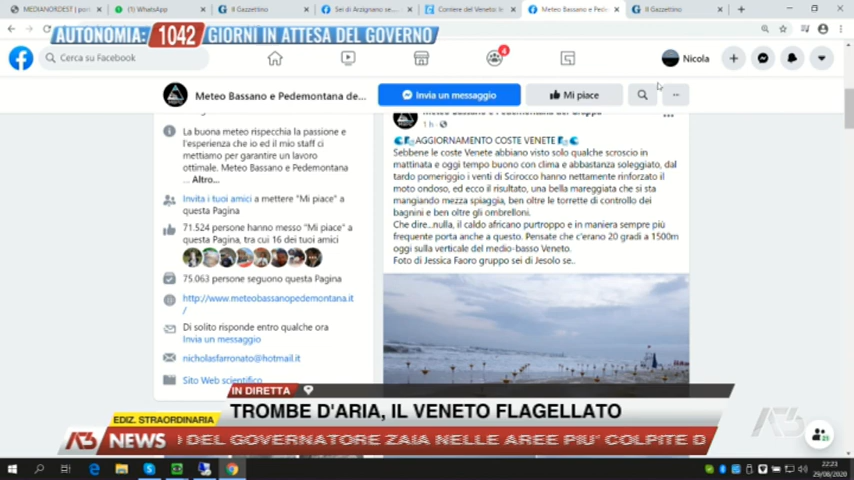 MEDIANORDEST | port
WhatsApp
Il Gazzettino
Sei di Arzignano se...
Corriere del Veneto: le
Meteo Bassano e Pedem
Il Gazzettino
AUTONOMIA: 1042 GIORNI IN ATTESA DEL GOVERNO
Cerca su Facebook
4
Nicola
Meteo Bassano e Pedemontana de...
Invia un messaggio
Mi piace
La buona meteo rispecchia la passione e
l'esperienza che io ed il mio staff ci
mettiamo per garantire un lavoro
ottimale. Meteo Bassano e Pedemontana
... Altro...
Invita i tuoi amici a mettere "Mi piace" a
questa Pagina
71.524 persone hanno messo "Mi piace" a
questa Pagina, tra cui 16 dei tuoi amici
75.063 persone seguono questa Pagina
http://www.meteobassanopedemontana.it
/
Di solito risponde entro qualche ora
Invia un messaggio
nicholasfarronato@hotmail.it
Sito Web scientifico
Meteo Bassano e Pedemontana del Grappa
1 h
AGGIORNAMENTO COSTE VENETE
Sebbene le coste Venete abbiano visto solo qualche scroscio in
mattinata e oggi tempo buono con clima e abbastanza soleggiato, dal
tardo pomeriggio i venti di Scirocco hanno nettamente rinforzato il
moto ondoso, ed ecco il risultato, una bella mareggiata che si sta
mangiando mezza spiaggia, ben oltre le torrette di controllo dei
bagnini e ben oltre gli ombrelloni.
Che dire..nulla, il caldo africano purtroppo e in maniera sempre più
frequente porta anche a questo. Pensate che c'erano 20 gradi a 1500m
oggi sulla verticale del medio-basso Veneto.
Foto di Jessica Faoro gruppo sei di Jesolo se..
IN DIRETTA
EDIZ. STRAORDINARIA
TROMBE D'ARIA, IL VENETO FLAGELLATO
A3 NEWS
I DEL GOVERNATORE ZAIA NELLE AREE PIU' COLPITE D
A3
23
22:23
29/08/2020